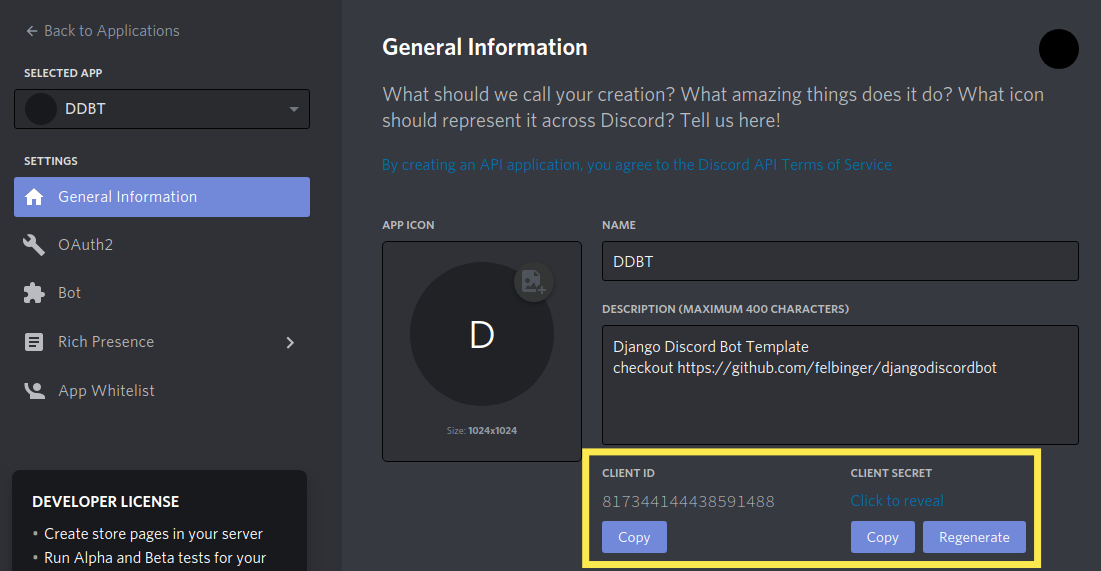 Back to Applications
SELECTED APP
DDBT
SETTINGS
General Information
OAuth2
Bot
Rich Presence
App Whitelist
DEVELOPER LICENSE
• Create store pages in your server
• Run Alpha and Beta tests for your
General Information
What should we call your creation? What amazing things does it do? What icon
should represent it across Discord? Tell us here!
By creating an API application, you agree to the Discord API Terms of Service
APP ICON
D
Size: 1024x1024
NAME
DDBT
DESCRIPTION (MAXIMUM 400 CHARACTERS)
Django Discord Bot Template
checkout https://github.com/felbinger/djangodiscordbot
CLIENT ID
817344144438591488
Copy
CLIENT SECRET
Click to reveal
Copy Regenerate